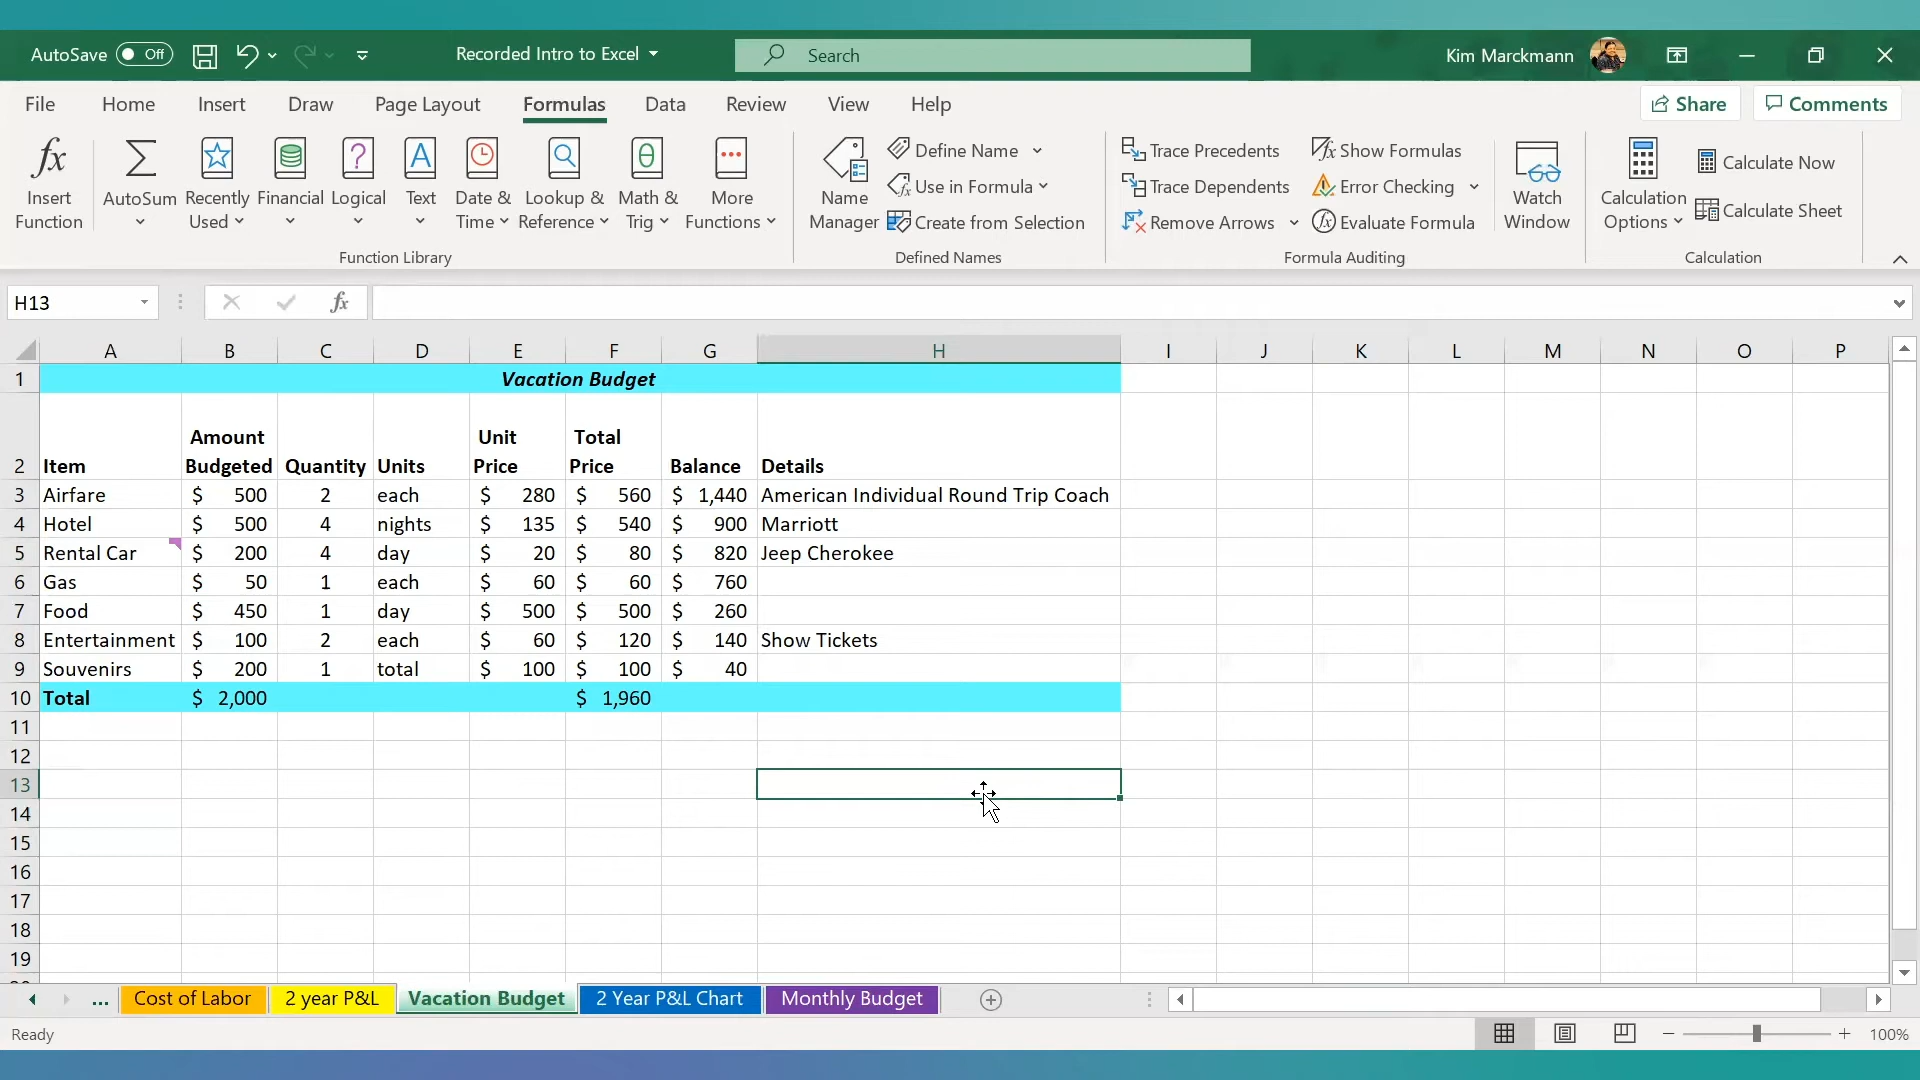 AutoSave Off Recorded Intro to Excel Search Kim Marckmann
File Home Insert Draw Page Layout Formulas Data Review View Help Share Comments
fx Insert Function
AutoSum
Recently Used
Financial
Logical
Text
Date & Time
Lookup & Reference
Math & Trig
More Functions
Function Library
Name Manager
Define Name
Use in Formula
Create from Selection
Defined Names
Trace Precedents
Trace Dependents
Remove Arrows
Show Formulas
Error Checking
Evaluate Formula
Formula Auditing
Watch Window
Calculation Options
Calculate Now
Calculate Sheet
Calculation
H13 fx
A B C D E F G H I J K L M N O P
1 Vacation Budget
Amount Unit Total
2 Item Budgeted Quantity Units Price Price Balance Details
3 Airfare $ 500 2 each $ 280 $ 560 $ 1,440 American Individual Round Trip Coach
4 Hotel $ 500 4 nights $ 135 $ 540 $ 900 Marriott
5 Rental Car $ 200 4 day $ 20 $ 80 $ 820 Jeep Cherokee
6 Gas $ 50 1 each $ 60 $ 60 $ 760
7 Food $ 450 1 day $ 500 $ 500 $ 260
8 Entertainment $ 100 2 each $ 60 $ 120 $ 140 Show Tickets
9 Souvenirs $ 200 1 total $ 100 $ 100 $ 40
10 Total $ 2,000 $ 1,960
11
12
13
14
15
16
17
18
19
... Cost of Labor 2 year P&L Vacation Budget 2 Year P&L Chart Monthly Budget
Ready 100%